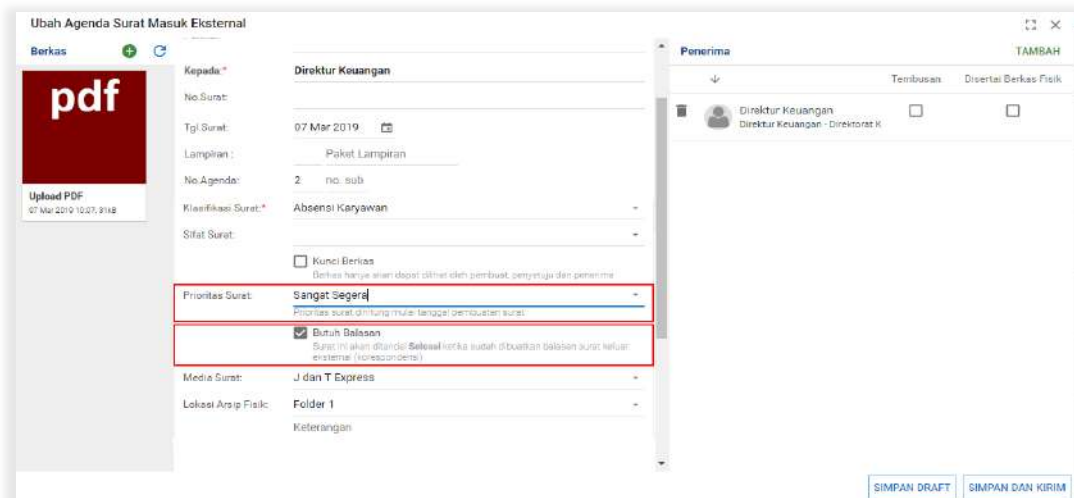 Ubah Agenda Surat Masuk Eksternal
Berkas
pdf
Upload PDF
07 Mar 2019 10:07, 31kB
Kepada:* Direktur Keuangan
No.Surat:
Tgl.Surat: 07 Mar 2019
Lampiran : Paket Lampiran
No.Agenda: 2 no. sub
Klasifikasi Surat:* Absensi Karyawan
Sifat Surat:
Kunci Berkas
Berkas hanya akan dapat dilihat oleh pembuat, penyetuju dan penerima
Prioritas Surat: Sangat Segera
Prioritas surat dihitung mulai tanggal pembuatan surat
Butuh Balasan
Surat ini akan ditandai Selesai ketika sudah dibuatkan balasan surat keluar
eksternal (korespondensi)
Media Surat: J dan T Express
Lokasi Arsip Fisik: Folder 1
Keterangan
Penerima TAMBAH
Tembusan Disertai Berkas Fisik
Direktur Keuangan
Direktur Keuangan - Direktorat K
SIMPAN DRAFT SIMPAN DAN KIRIM